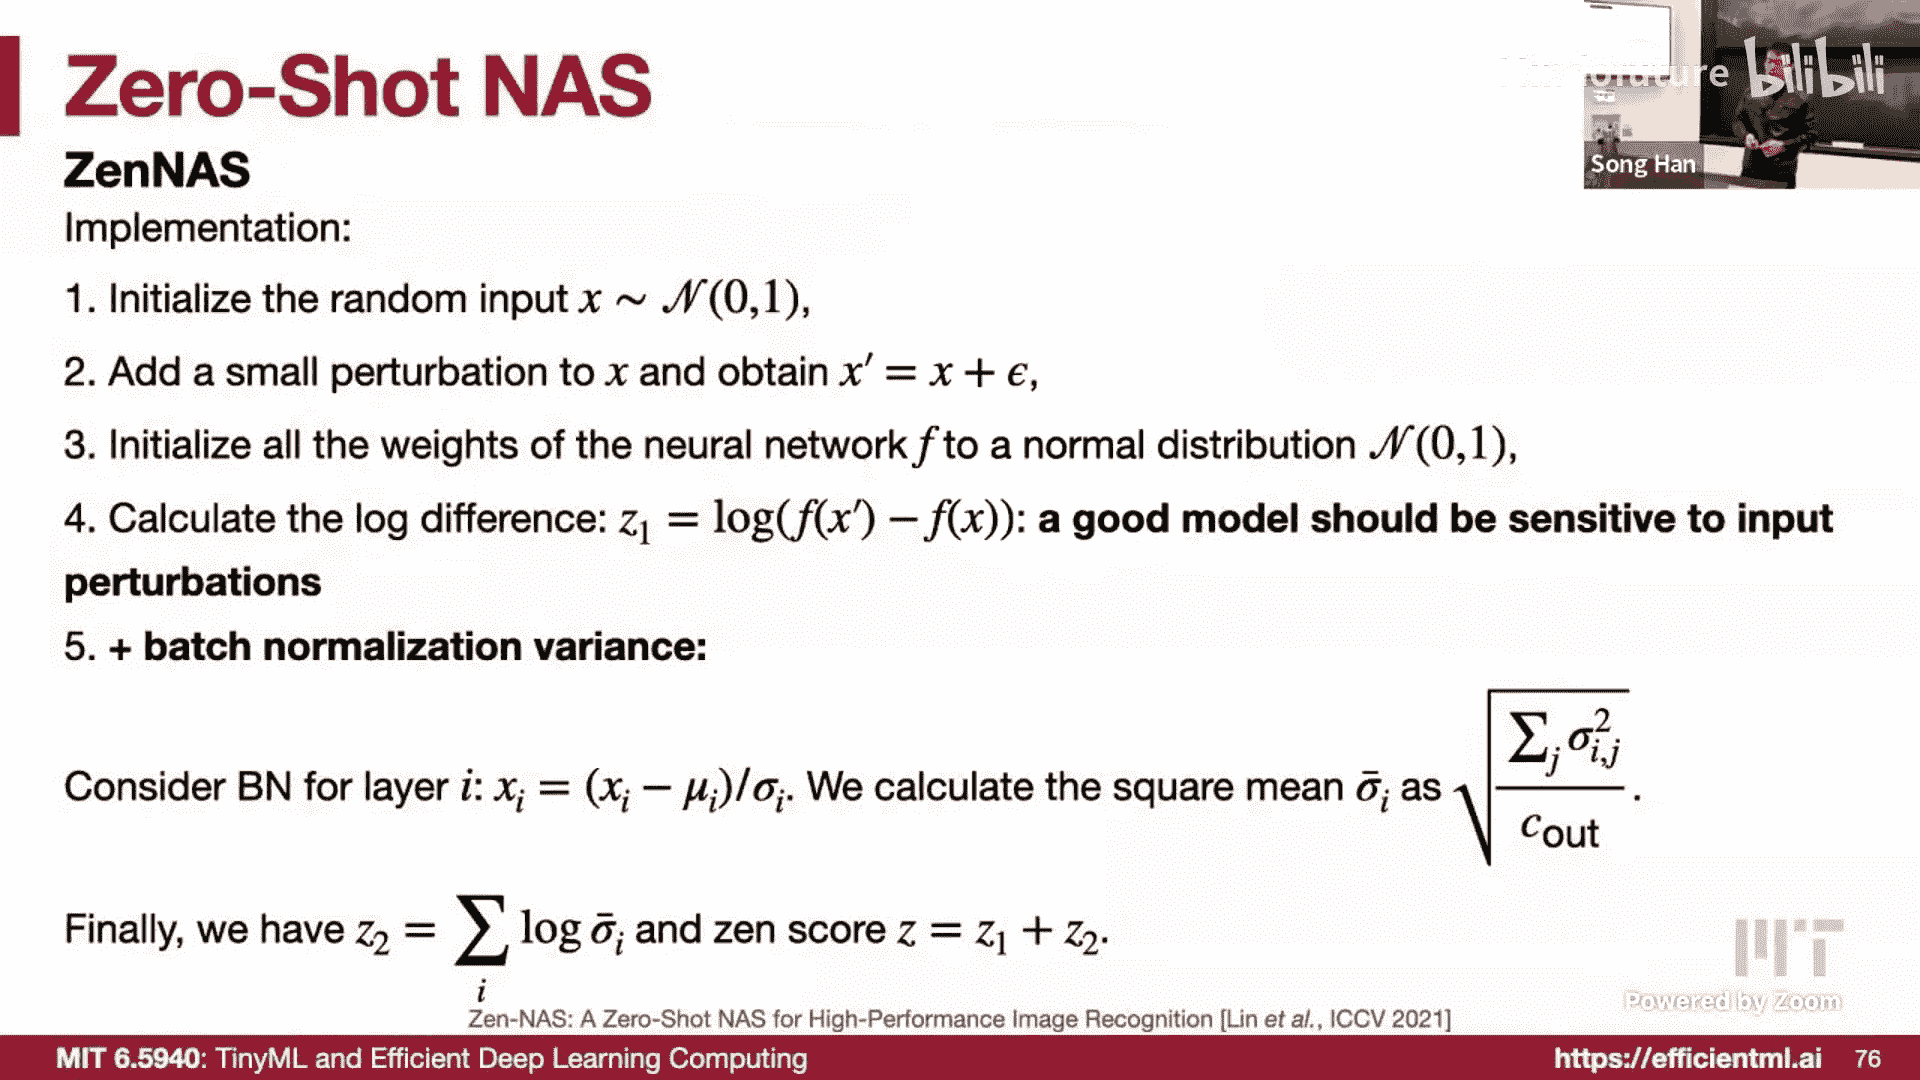 Zero-Shot NAS
bilibili
Song Han
ZenNAS
Implementation:
1. Initialize the random input x ∼ 𝒩(0,1),
2. Add a small perturbation to x and obtain x′ = x + ϵ,
3. Initialize all the weights of the neural network f to a normal distribution 𝒩(0,1),
4. Calculate the log difference: z₁ = log(f(x′) − f(x)): a good model should be sensitive to input
perturbations
5. + batch normalization variance:
Consider BN for layer i: xᵢ = (xᵢ − μᵢ)/σᵢ. We calculate the square mean σ̄ᵢ as √(∑ⱼ σ²ᵢ,ⱼ / c_out).
Finally, we have z₂ = ∑ᵢ log σ̄ᵢ and zen score z = z₁ + z₂.
MIT
Powered by Zoom
Zen-NAS: A Zero-Shot NAS for High-Performance Image Recognition [Lin et al., ICCV 2021]
MIT 6.5940: TinyML and Efficient Deep Learning Computing
https://efficientml.ai
76